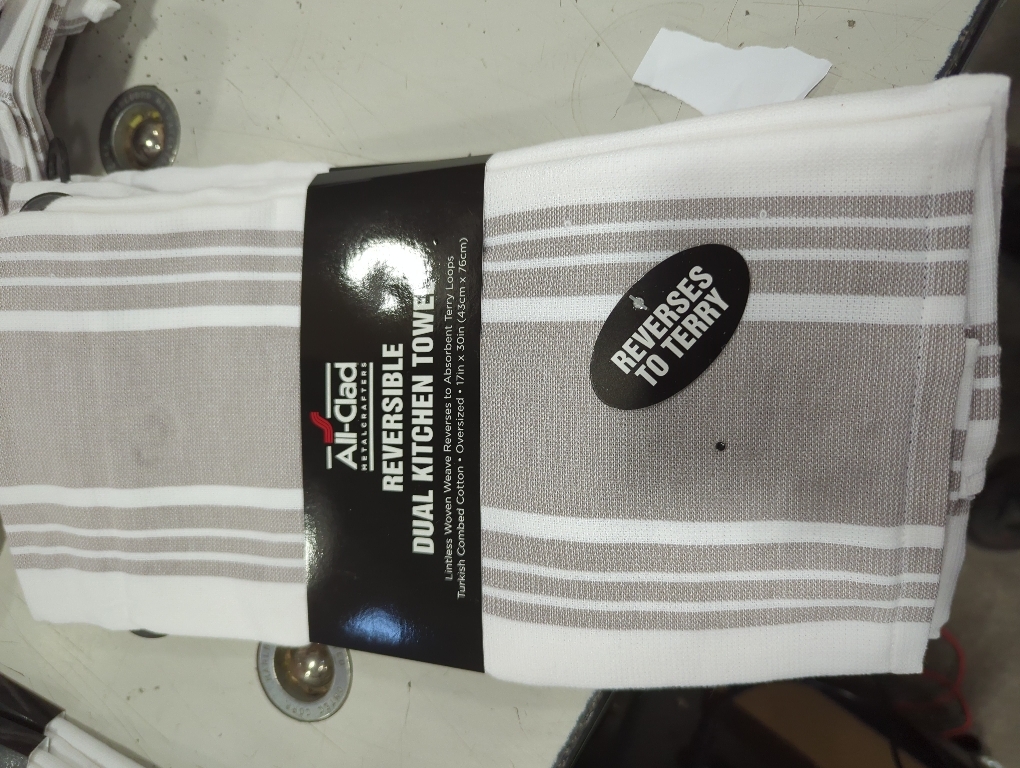 All-Clad
METALCRAFTERS
REVERSIBLE
DUAL KITCHEN TOWEL
Lintless Woven Weave Reverses to Absorbent Terry Loops
Turkish Combed Cotton • Oversized • 17in x 30in (43cm x 76cm)
REVERSES
TO TERRY